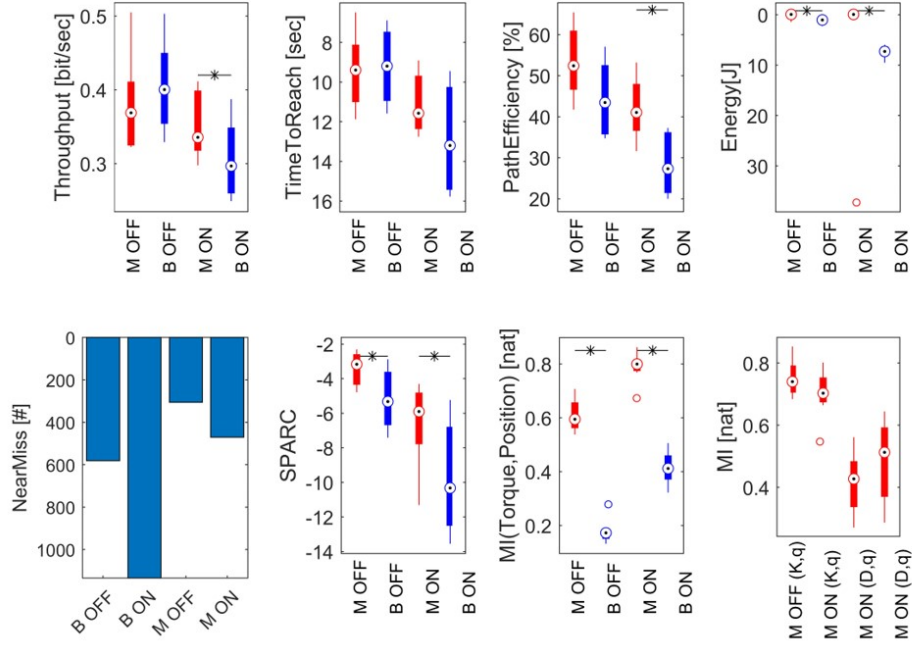 Throughput [bit/sec]
0.5
0.4
0.3
M OFF
B OFF
M ON
B ON
TimeToReach [sec]
8
10
12
14
16
M OFF
B OFF
M ON
B ON
PathEfficiency [%]
60
50
40
30
20
M OFF
B OFF
M ON
B ON
Energy[J]
0
10
20
30
M OFF
B OFF
M ON
B ON
NearMiss [#]
0
200
400
600
800
1000
B OFF
B ON
M OFF
M ON
SPARC
-2
-4
-6
-8
-10
-12
-14
M OFF
B OFF
M ON
B ON
MI(Torque,Position) [nat]
0.8
0.6
0.4
0.2
M OFF
B OFF
M ON
B ON
MI [nat]
0.8
0.6
0.4
M OFF (K,q)
M ON (K,q)
M ON (D,q)
M ON (D,q)